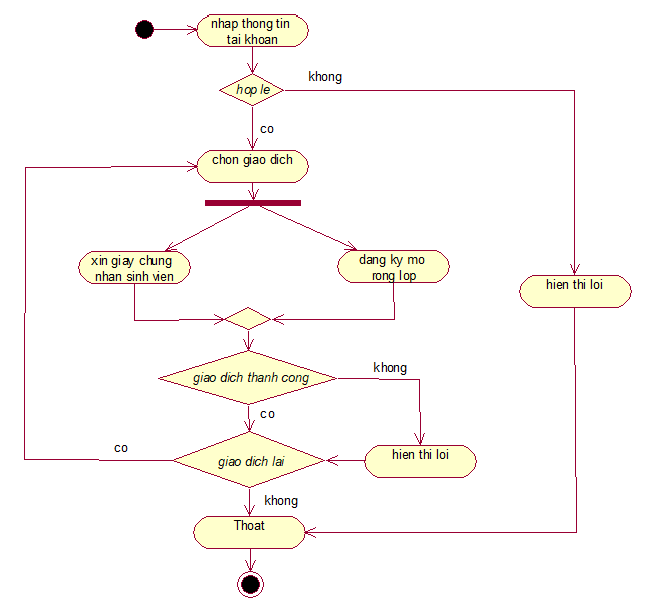 nhap thong tin
tai khoan
khong
hop le
co
chon giao dich
xin giay chung
nhan sinh vien
dang ky mo
rong lop
hien thi loi
giao dich thanh cong
khong
co
co
giao dich lai
hien thi loi
khong
Thoat